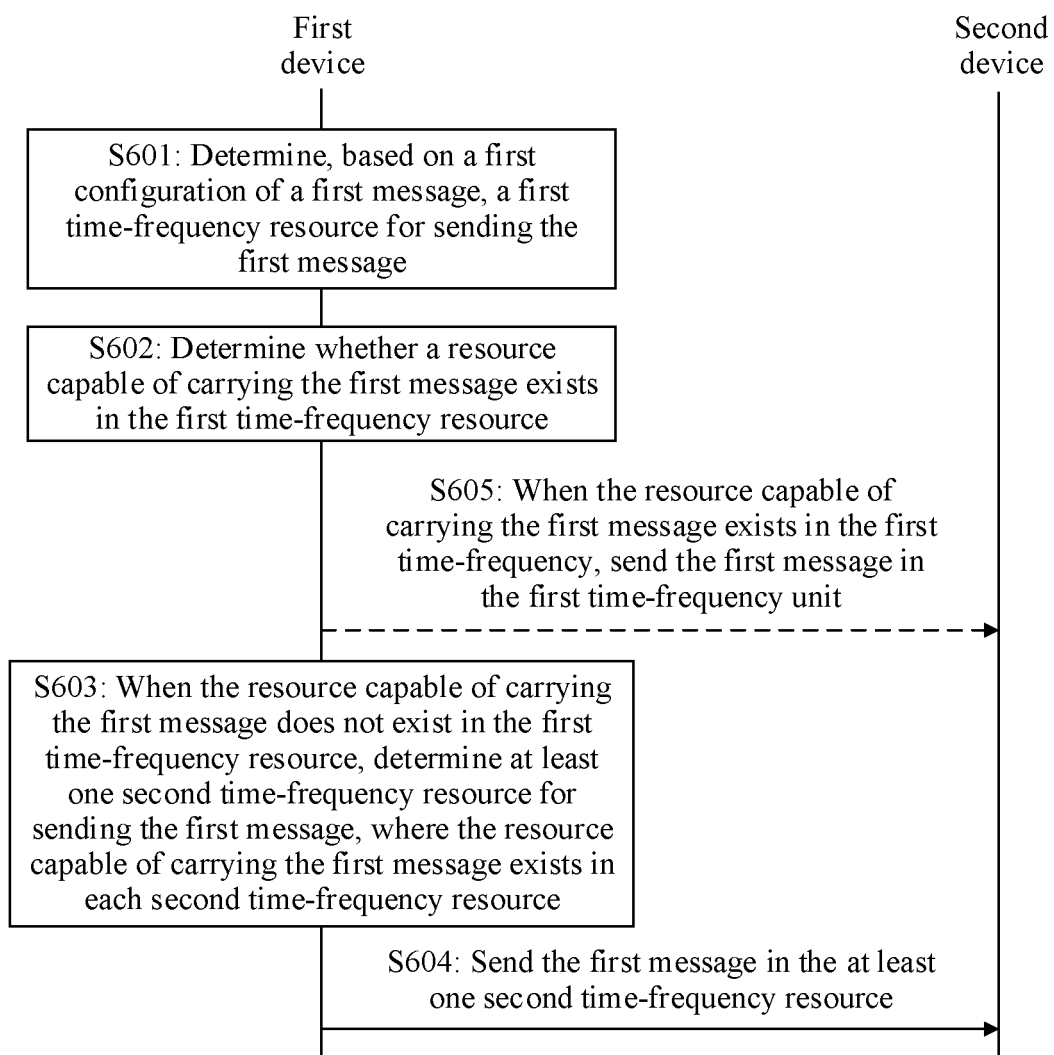 First
device
Second
device
S601: Determine, based on a first
configuration of a first message, a first
time-frequency resource for sending the
first message
S602: Determine whether a resource
capable of carrying the first message exists
in the first time-frequency resource
S605: When the resource capable of
carrying the first message exists in the first
time-frequency, send the first message in
the first time-frequency unit
S603: When the resource capable of carrying
the first message does not exist in the first
time-frequency resource, determine at least
one second time-frequency resource for
sending the first message, where the resource
capable of carrying the first message exists in
each second time-frequency resource
S604: Send the first message in the at least
one second time-frequency resource